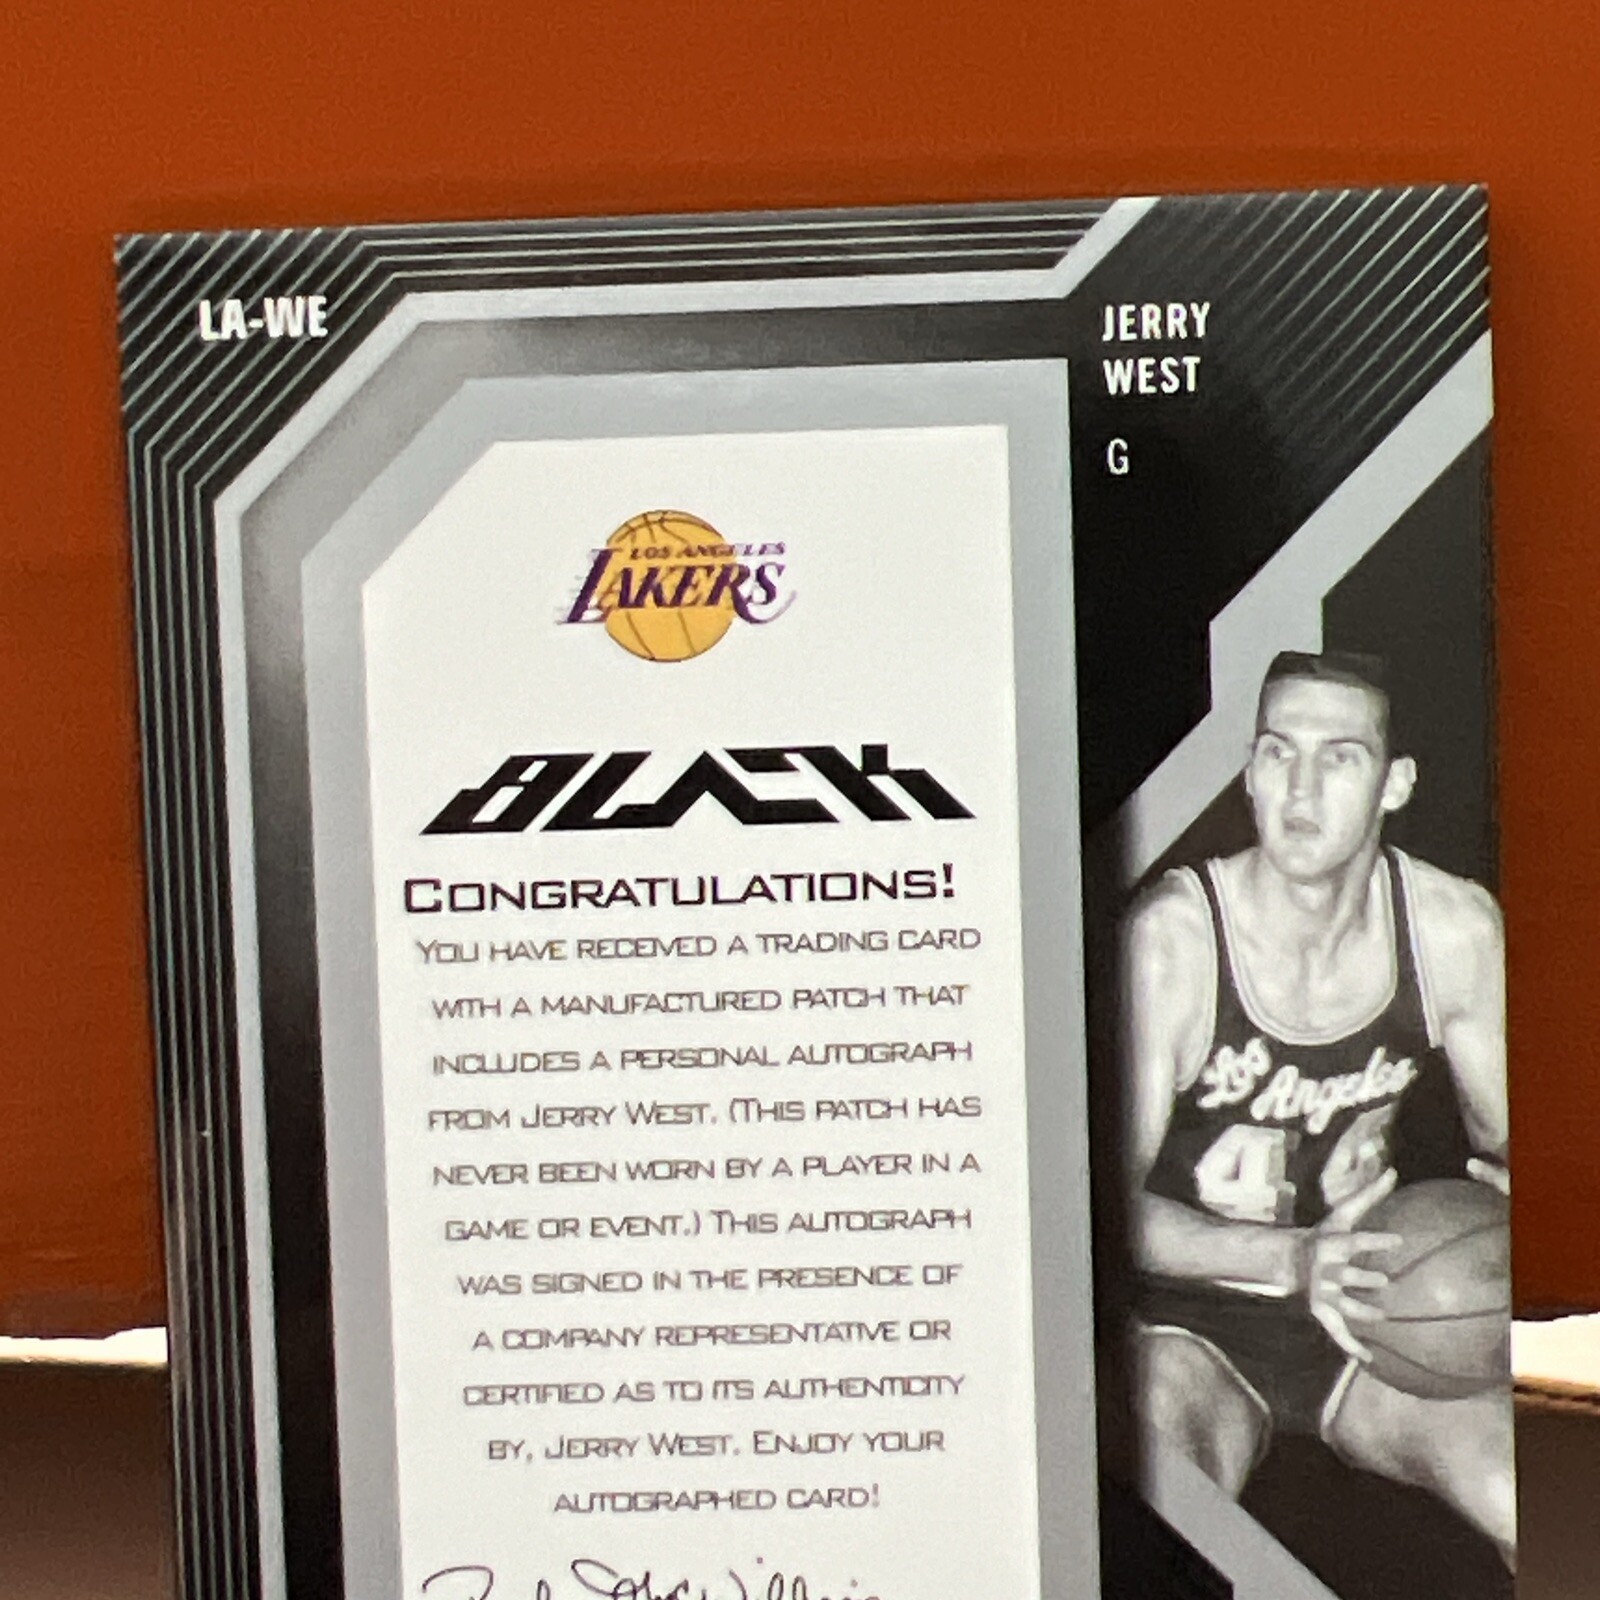 LA-WE
JERRY
WEST
G
LOS ANGELES
LAKERS
BLACK
CONGRATULATIONS!
YOU HAVE RECEIVED A TRADING CARD
WITH A MANUFACTURED PATCH THAT
INCLUDES A PERSONAL AUTOGRAPH
FROM JERRY WEST. (THIS PATCH HAS
NEVER BEEN WORN BY A PLAYER IN A
GAME OR EVENT.) THIS AUTOGRAPH
WAS SIGNED IN THE PRESENCE OF
A COMPANY REPRESENTATIVE OR
CERTIFIED AS TO ITS AUTHENTICITY
BY, JERRY WEST. ENJOY YOUR
AUTOGRAPHED CARD!
Los Angeles
44